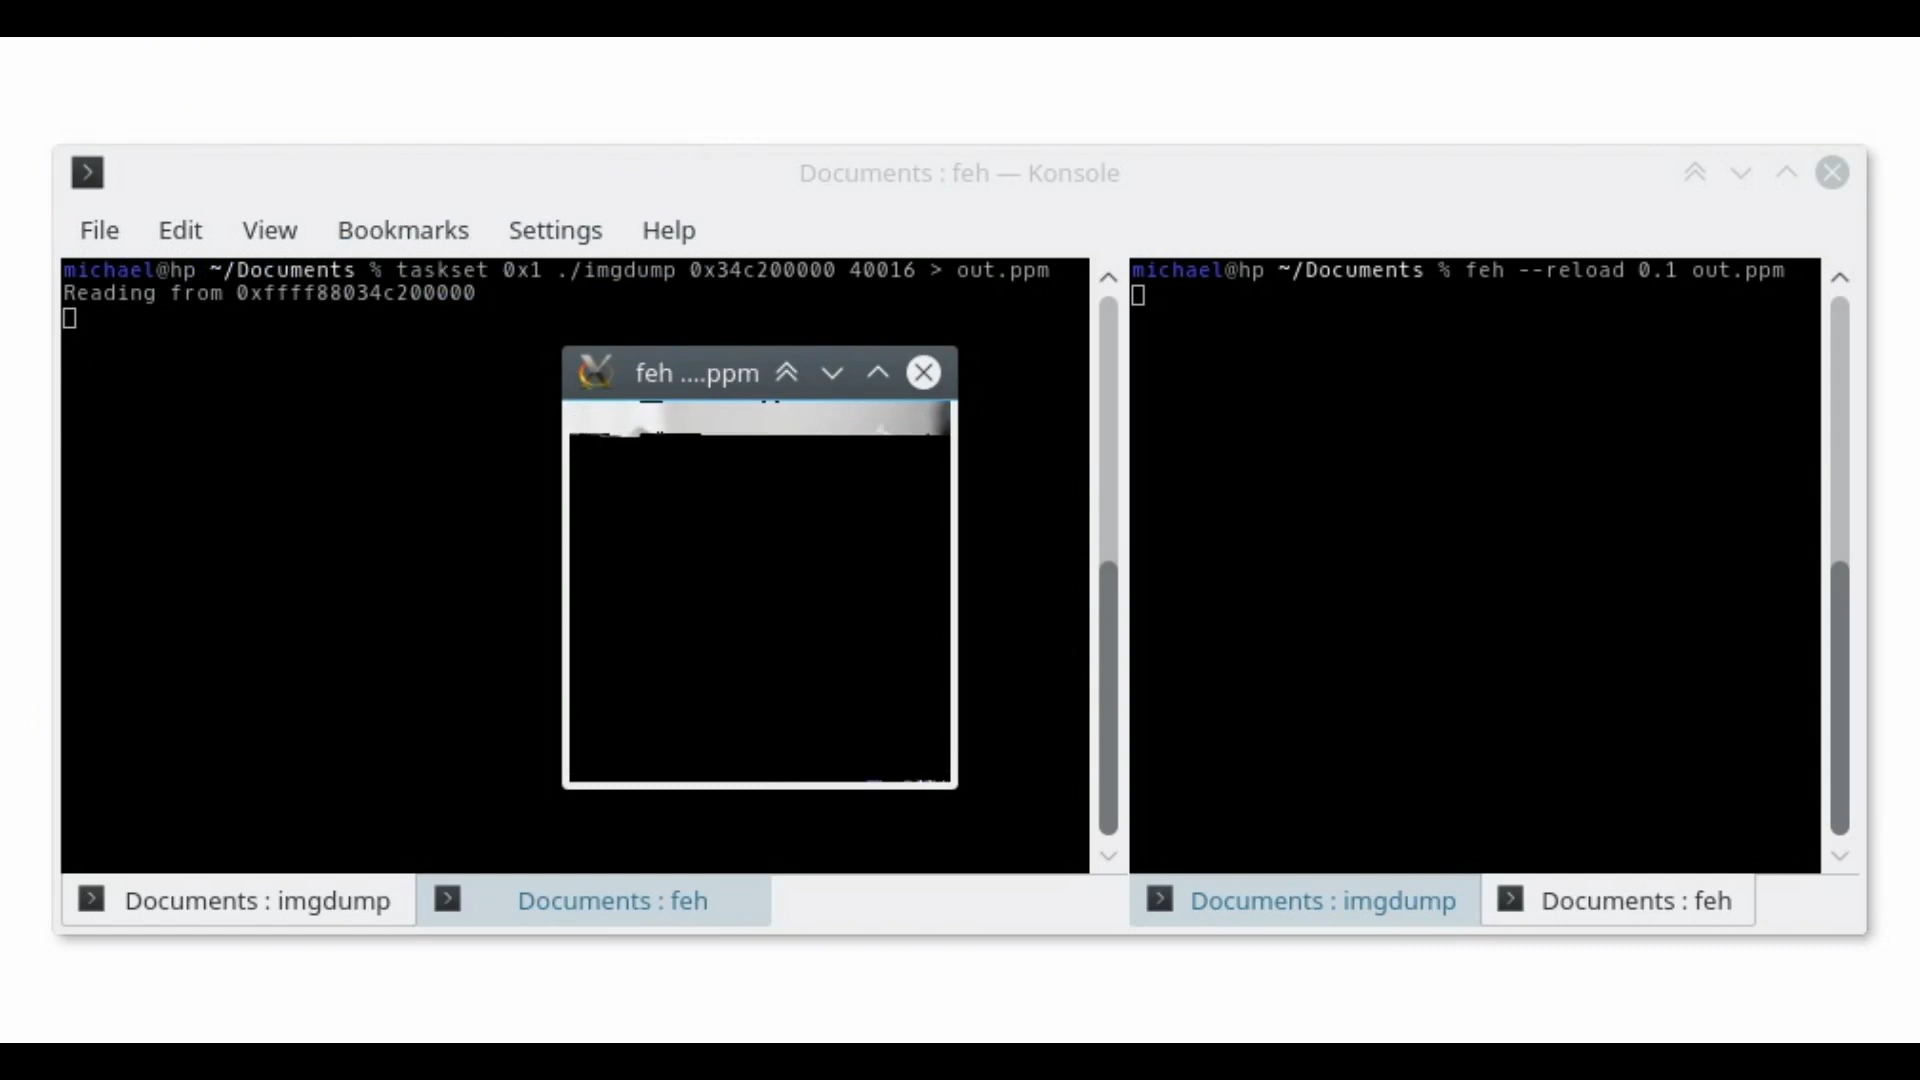 Documents : feh — Konsole
File Edit View Bookmarks Settings Help
michael@hp ~/Documents % taskset 0x1 ./imgdump 0x34c200000 40016 > out.ppm
Reading from 0xffff88034c200000
michael@hp ~/Documents % feh --reload 0.1 out.ppm
feh ....ppm
Documents : imgdump
Documents : feh
Documents : imgdump
Documents : feh